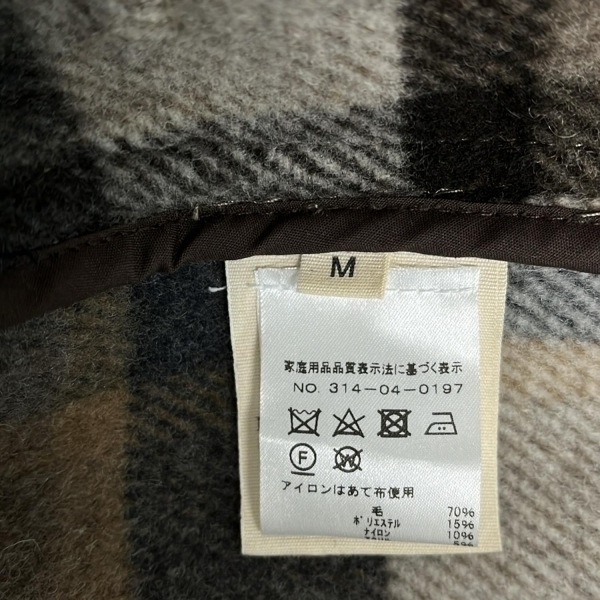 M
家庭用品品質表示法に基づく表示
NO. 314-04-0197
F
W
アイロンはあて布使用
毛 70%
ポリエステル 15%
ナイロン 10%
5%